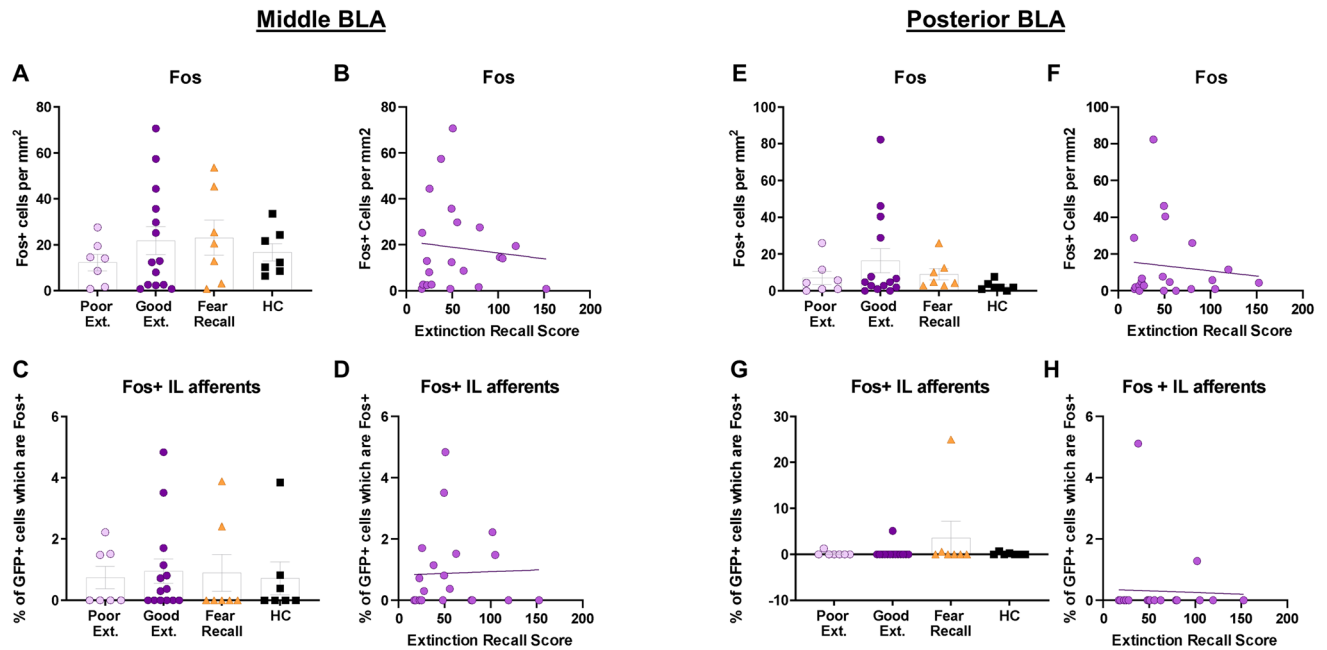 Middle BLA
Posterior BLA
A
Fos
Fos+ cells per mm²
80
60
40
20
0
Poor Ext.
Good Ext.
Fear Recall
HC
B
Fos
Fos+ Cells per mm2
80
60
40
20
0
0
50
100
150
200
Extinction Recall Score
E
Fos
Fos+ cells per mm²
100
80
60
40
20
0
Poor Ext.
Good Ext.
Fear Recall
HC
F
Fos
Fos+ Cells per mm2
100
80
60
40
20
0
0
50
100
150
200
Extinction Recall Score
C
Fos+ IL afferents
% of GFP+ cells which are Fos+
6
4
2
0
Poor Ext.
Good Ext.
Fear Recall
HC
D
Fos+ IL afferents
% of GFP+ cells which are Fos+
6
4
2
0
0
50
100
150
200
Extinction Recall Score
G
Fos+ IL afferents
% of GFP+ cells which are Fos+
30
20
10
0
-10
Poor Ext.
Good Ext.
Fear Recall
HC
H
Fos + IL afferents
% of GFP+ cells which are Fos+
6
4
2
0
0
50
100
150
200
Extinction Recall Score